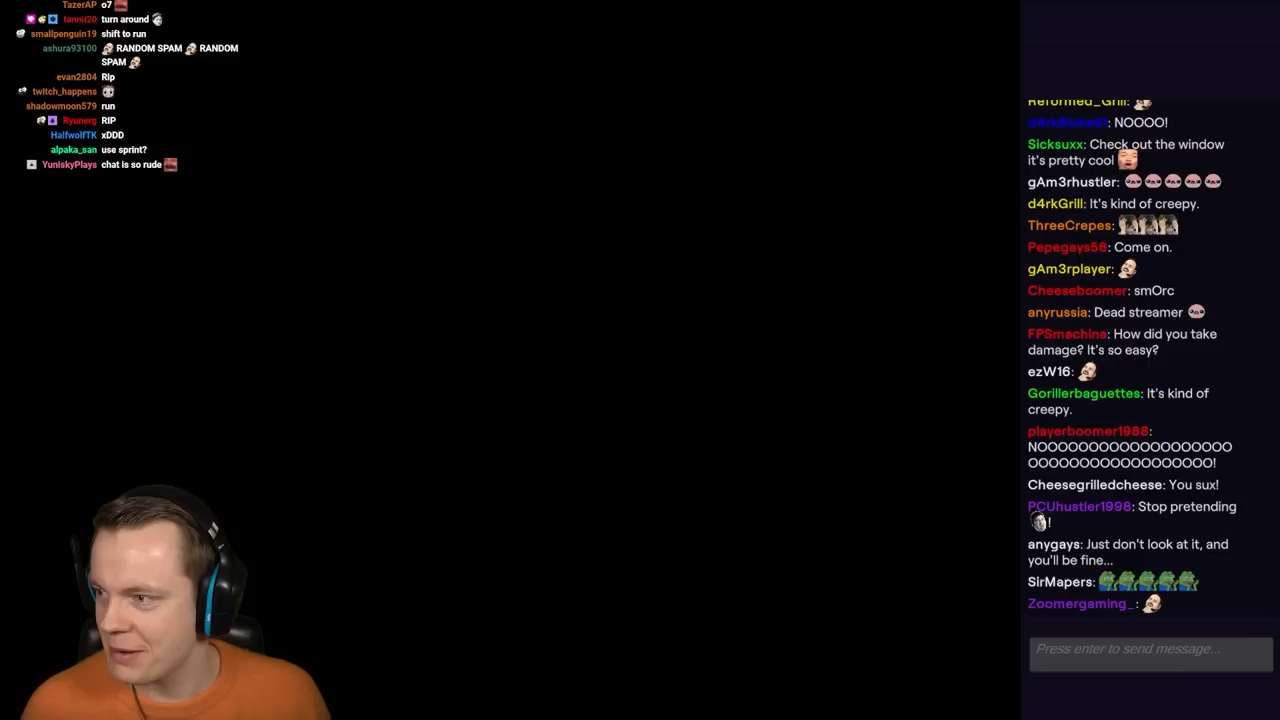 TazerAP o7
tannii20 turn around
smallpenguin19 shift to run
ashura93100 RANDOM SPAM RANDOM
SPAM
evan2804 Rip
twitch_happens
shadowmoon579 run
Ryunerg RIP
HalfwolfTK xDDD
alpaka_san use sprint?
YuniskyPlays chat is so rude
Reformed_Grill:
NOOOO!
Sicksuxx: Check out the window
it's pretty cool
gAm3rhustler:
d4rkGrill: It's kind of creepy.
ThreeCrepes:
Pepegays56: Come on.
gAm3rplayer:
Cheeseboomer: smOrc
anyrussia: Dead streamer
FPSmachina: How did you take
damage? It's so easy?
ezW16:
Gorillerbaguettes: It's kind of
creepy.
playerboomer1988:
NOOOOOOOOOOOOOOOOOO
OOOOOOOOOOOOOOOOO!
Cheesegrilledcheese: You sux!
PCUhustler1998: Stop pretending
!
anygays: Just don't look at it, and
you'll be fine...
SirMapers:
Zoomergaming_:
Press enter to send message...